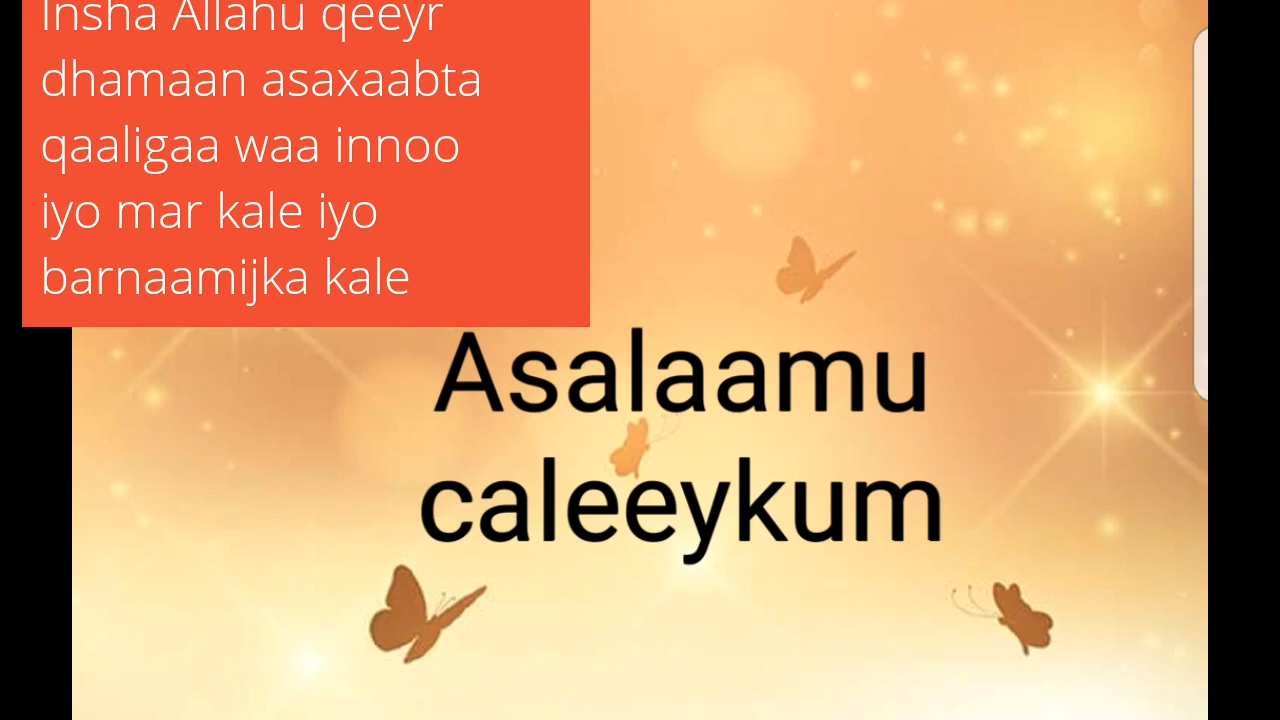 Insha Allahu qeeyr
dhamaan asaxaabta
qaaligaa waa innoo
iyo mar kale iyo
barnaamijka kale
Asalaamu
caleeykum